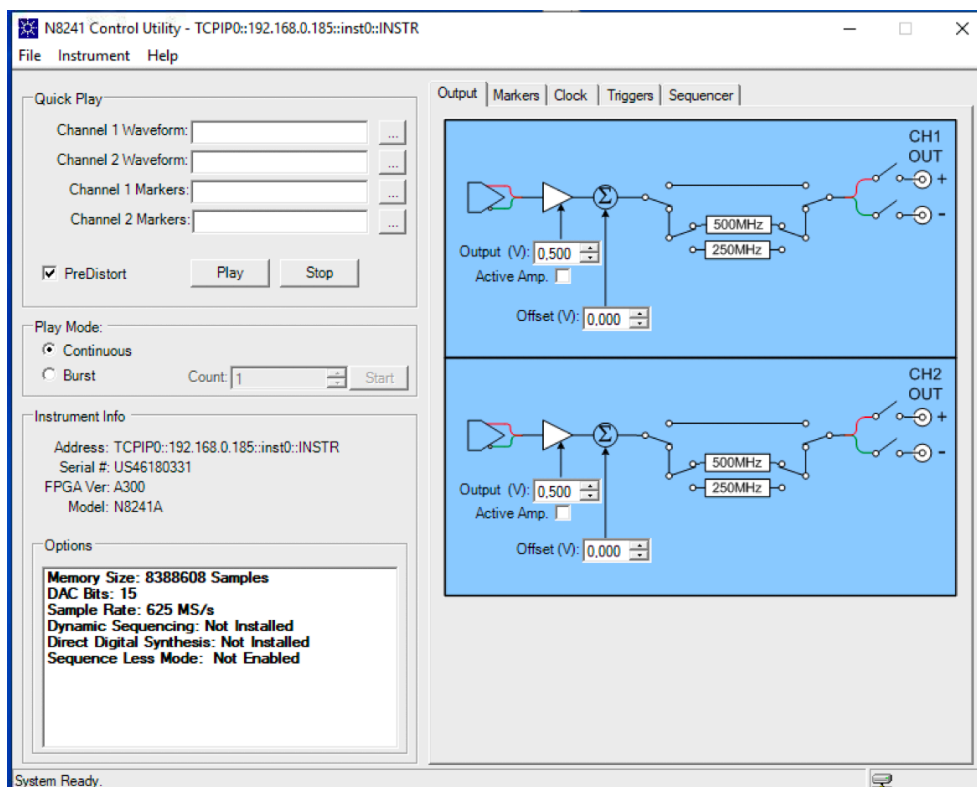 N8241 Control Utility - TCPIP0::192.168.0.185::inst0::INSTR
File Instrument Help
Quick Play
Channel 1 Waveform: ...
Channel 2 Waveform: ...
Channel 1 Markers: ...
Channel 2 Markers: ...
PreDistort Play Stop
Play Mode:
Continuous
Burst Count: 1 Start
Instrument Info
Address: TCPIP0::192.168.0.185::inst0::INSTR
Serial #: US46180331
FPGA Ver: A300
Model: N8241A
Options
Memory Size: 8388608 Samples
DAC Bits: 15
Sample Rate: 625 MS/s
Dynamic Sequencing: Not Installed
Direct Digital Synthesis: Not Installed
Sequence Less Mode: Not Enabled
Output Markers Clock Triggers Sequencer
CH1
OUT
+
Σ
-
500MHz
250MHz
Output (V): 0,500
Active Amp.
Offset (V): 0,000
CH2
OUT
+
Σ
-
500MHz
250MHz
Output (V): 0,500
Active Amp.
Offset (V): 0,000
System Ready.